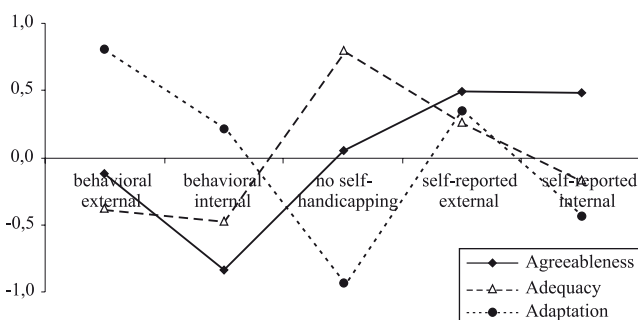 1,0
0,5
0,0
-0,5
-1,0
behavioral external
behavioral internal
no self-handicapping
self-reported external
self-reported internal
Agreeableness
Adequacy
Adaptation